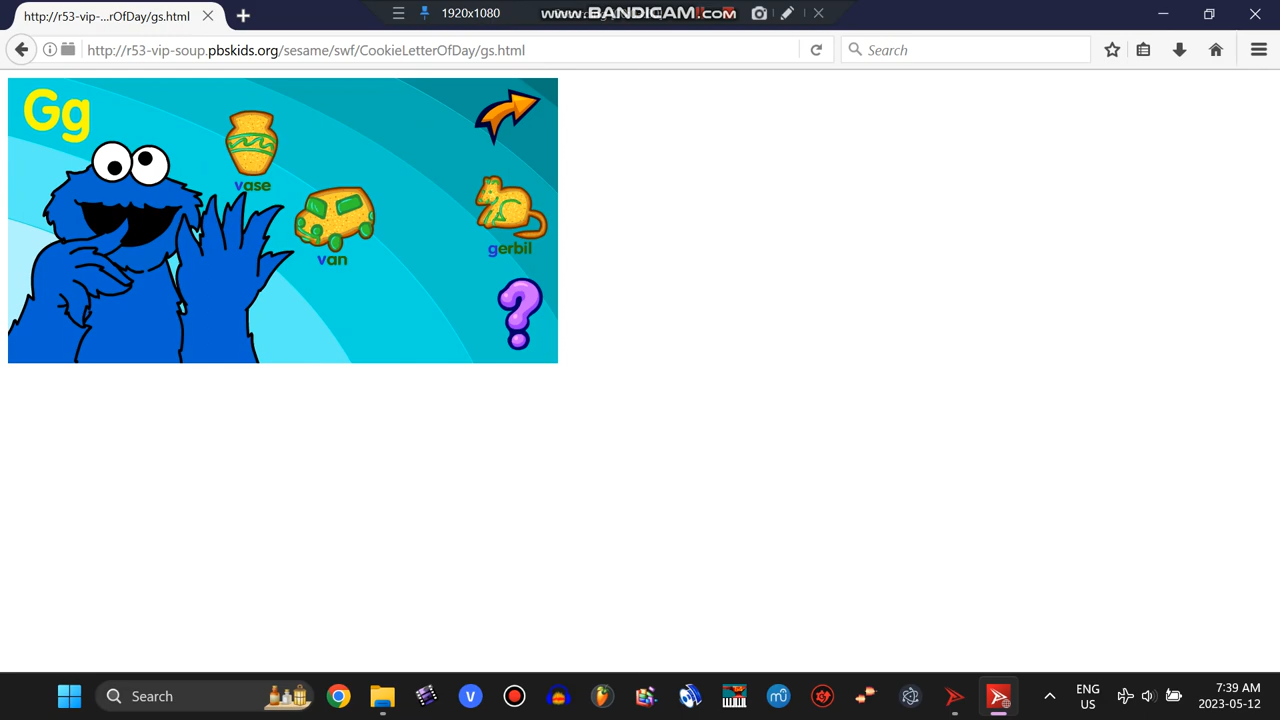 http://r53-vip-...rOfDay/gs.html
1920x1080
www.BANDICAM.com
http://r53-vip-soup.pbskids.org/sesame/swf/CookieLetterOfDay/gs.html
Search
Gg
vase
van
gerbil
?
Search
ENG
US
7:39 AM
2023-05-12